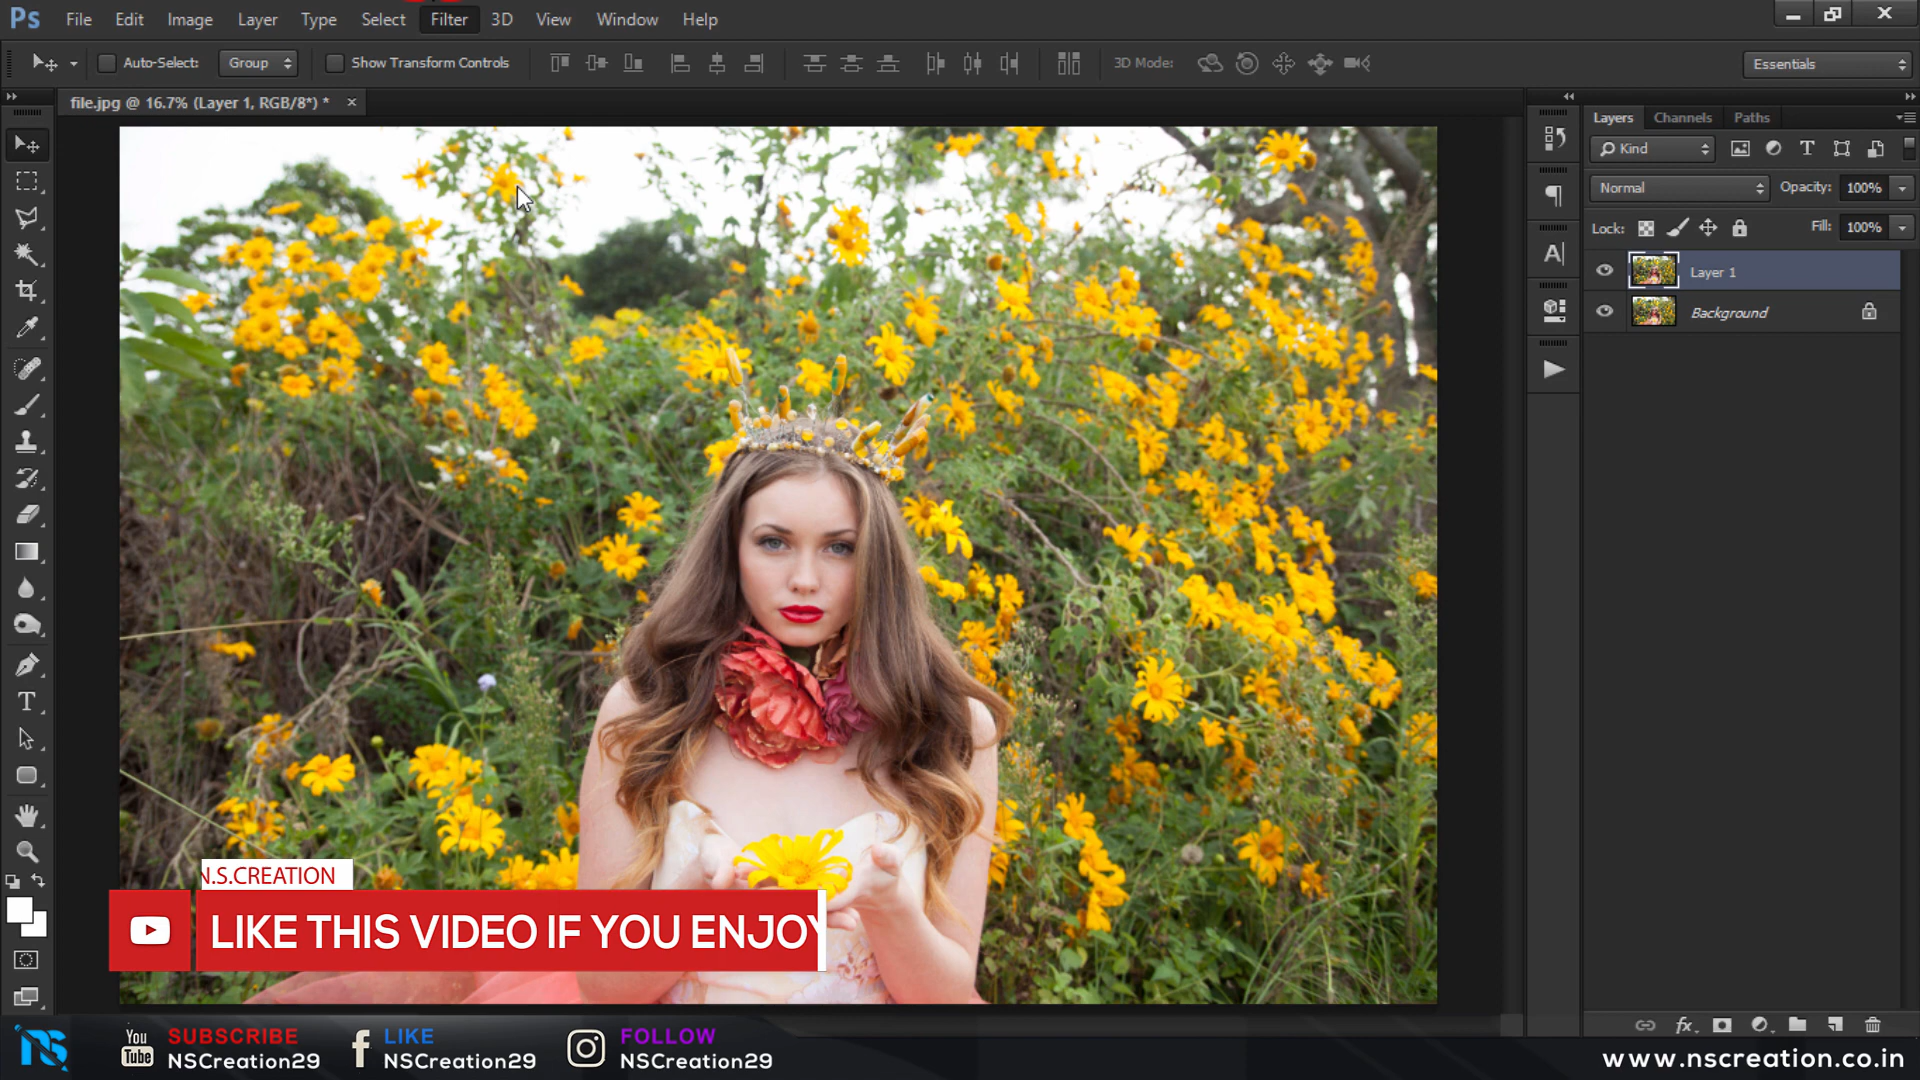 Ps File Edit Image Layer Type Select Filter 3D View Window Help
Auto-Select: Group Show Transform Controls 3D Mode: Essentials
file.jpg @ 16.7% (Layer 1, RGB/8*) * ×
Layers Channels Paths
Kind
Normal Opacity: 100%
Lock: Fill: 100%
Layer 1
Background
N.S.CREATION
LIKE THIS VIDEO IF YOU ENJOY
NS
You Tube
SUBSCRIBE
NSCreation29
LIKE
NSCreation29
FOLLOW
NSCreation29
www.nscreation.co.in